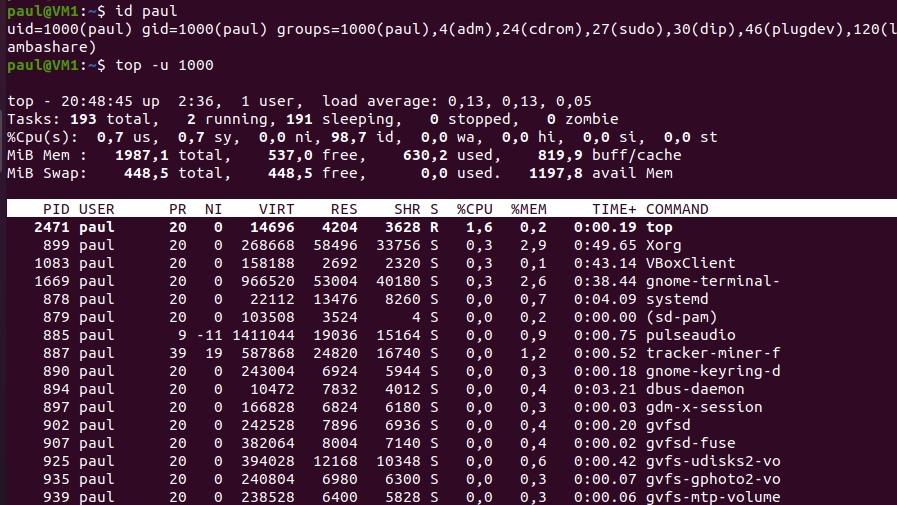 paul@VM1:~$ id paul
uid=1000(paul) gid=1000(paul) groups=1000(paul),4(adm),24(cdrom),27(sudo),30(dip),46(plugdev),120(l
ambashare)
paul@VM1:~$ top -u 1000
top - 20:48:45 up  2:36,  1 user,  load average: 0,13, 0,13, 0,05
Tasks: 193 total,   2 running, 191 sleeping,   0 stopped,   0 zombie
%Cpu(s):  0,7 us,  0,7 sy,  0,0 ni, 98,7 id,  0,0 wa,  0,0 hi,  0,0 si,  0,0 st
MiB Mem :   1987,1 total,    537,0 free,    630,2 used,    819,9 buff/cache
MiB Swap:    448,5 total,    448,5 free,      0,0 used.   1197,8 avail Mem
PID USER      PR  NI    VIRT    RES    SHR S  %CPU  %MEM     TIME+ COMMAND
2471 paul      20   0   14696   4204   3628 R   1,6   0,2   0:00.19 top
899 paul      20   0  268668  58496  33756 S   0,3   2,9   0:49.65 Xorg
1083 paul      20   0  158188   2692   2320 S   0,3   0,1   0:43.14 VBoxClient
1669 paul      20   0  966520  53004  40180 S   0,3   2,6   0:38.44 gnome-terminal-
878 paul      20   0   22112  13476   8260 S   0,0   0,7   0:04.09 systemd
879 paul      20   0  103508   3524      4 S   0,0   0,2   0:00.00 (sd-pam)
885 paul       9 -11 1411044  19036  15164 S   0,0   0,9   0:00.75 pulseaudio
887 paul      39  19  587868  24820  16740 S   0,0   1,2   0:00.52 tracker-miner-f
890 paul      20   0  243004   6924   5944 S   0,0   0,3   0:00.18 gnome-keyring-d
894 paul      20   0   10472   7832   4012 S   0,0   0,4   0:03.21 dbus-daemon
897 paul      20   0  166828   6824   6180 S   0,0   0,3   0:00.03 gdm-x-session
902 paul      20   0  242528   7896   6936 S   0,0   0,4   0:00.20 gvfsd
907 paul      20   0  382064   8004   7140 S   0,0   0,4   0:00.02 gvfsd-fuse
925 paul      20   0  394028  12168  10348 S   0,0   0,6   0:00.42 gvfs-udisks2-vo
935 paul      20   0  240804   6980   6300 S   0,0   0,3   0:00.07 gvfs-gphoto2-vo
939 paul      20   0  238528   6400   5828 S   0,0   0,3   0:00.06 gvfs-mtp-volume